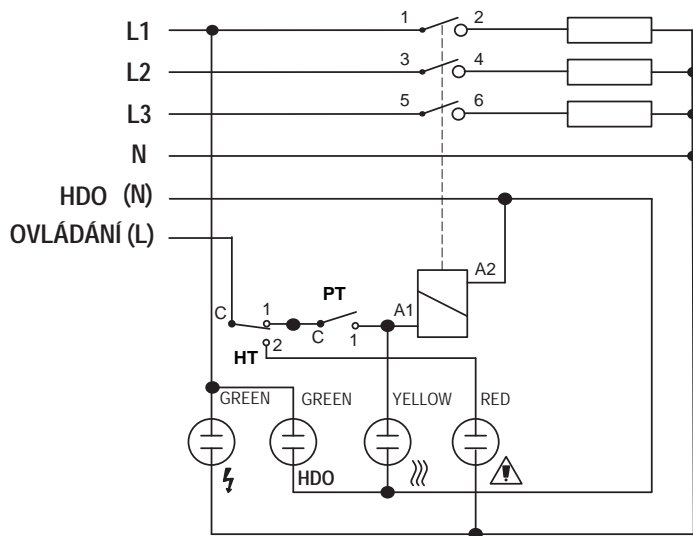 L1
1
2
L2
3
4
L3
5
6
N
HDO (N)
OVLÁDÁNÍ (L)
A2
PT
A1
C
1
C
1
HT
2
GREEN
GREEN
YELLOW
RED
HDO